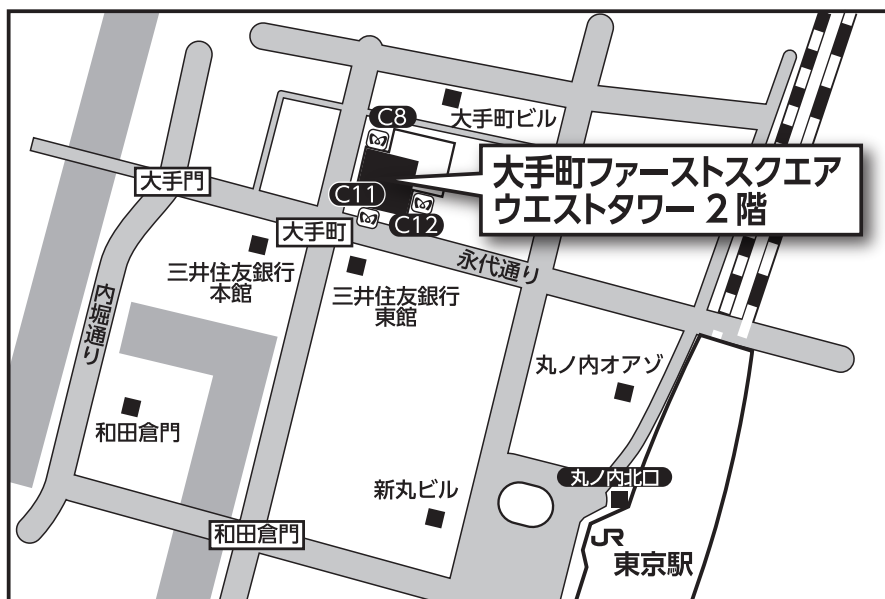 C8
大手町ビル
大手門
C11
C12
大手町ファーストスクエア
ウエストタワー 2階
大手町
三井住友銀行
本館
三井住友銀行
東館
永代通り
内堀通り
丸ノ内オアゾ
和田倉門
新丸ビル
丸ノ内北口
和田倉門
JR
東京駅